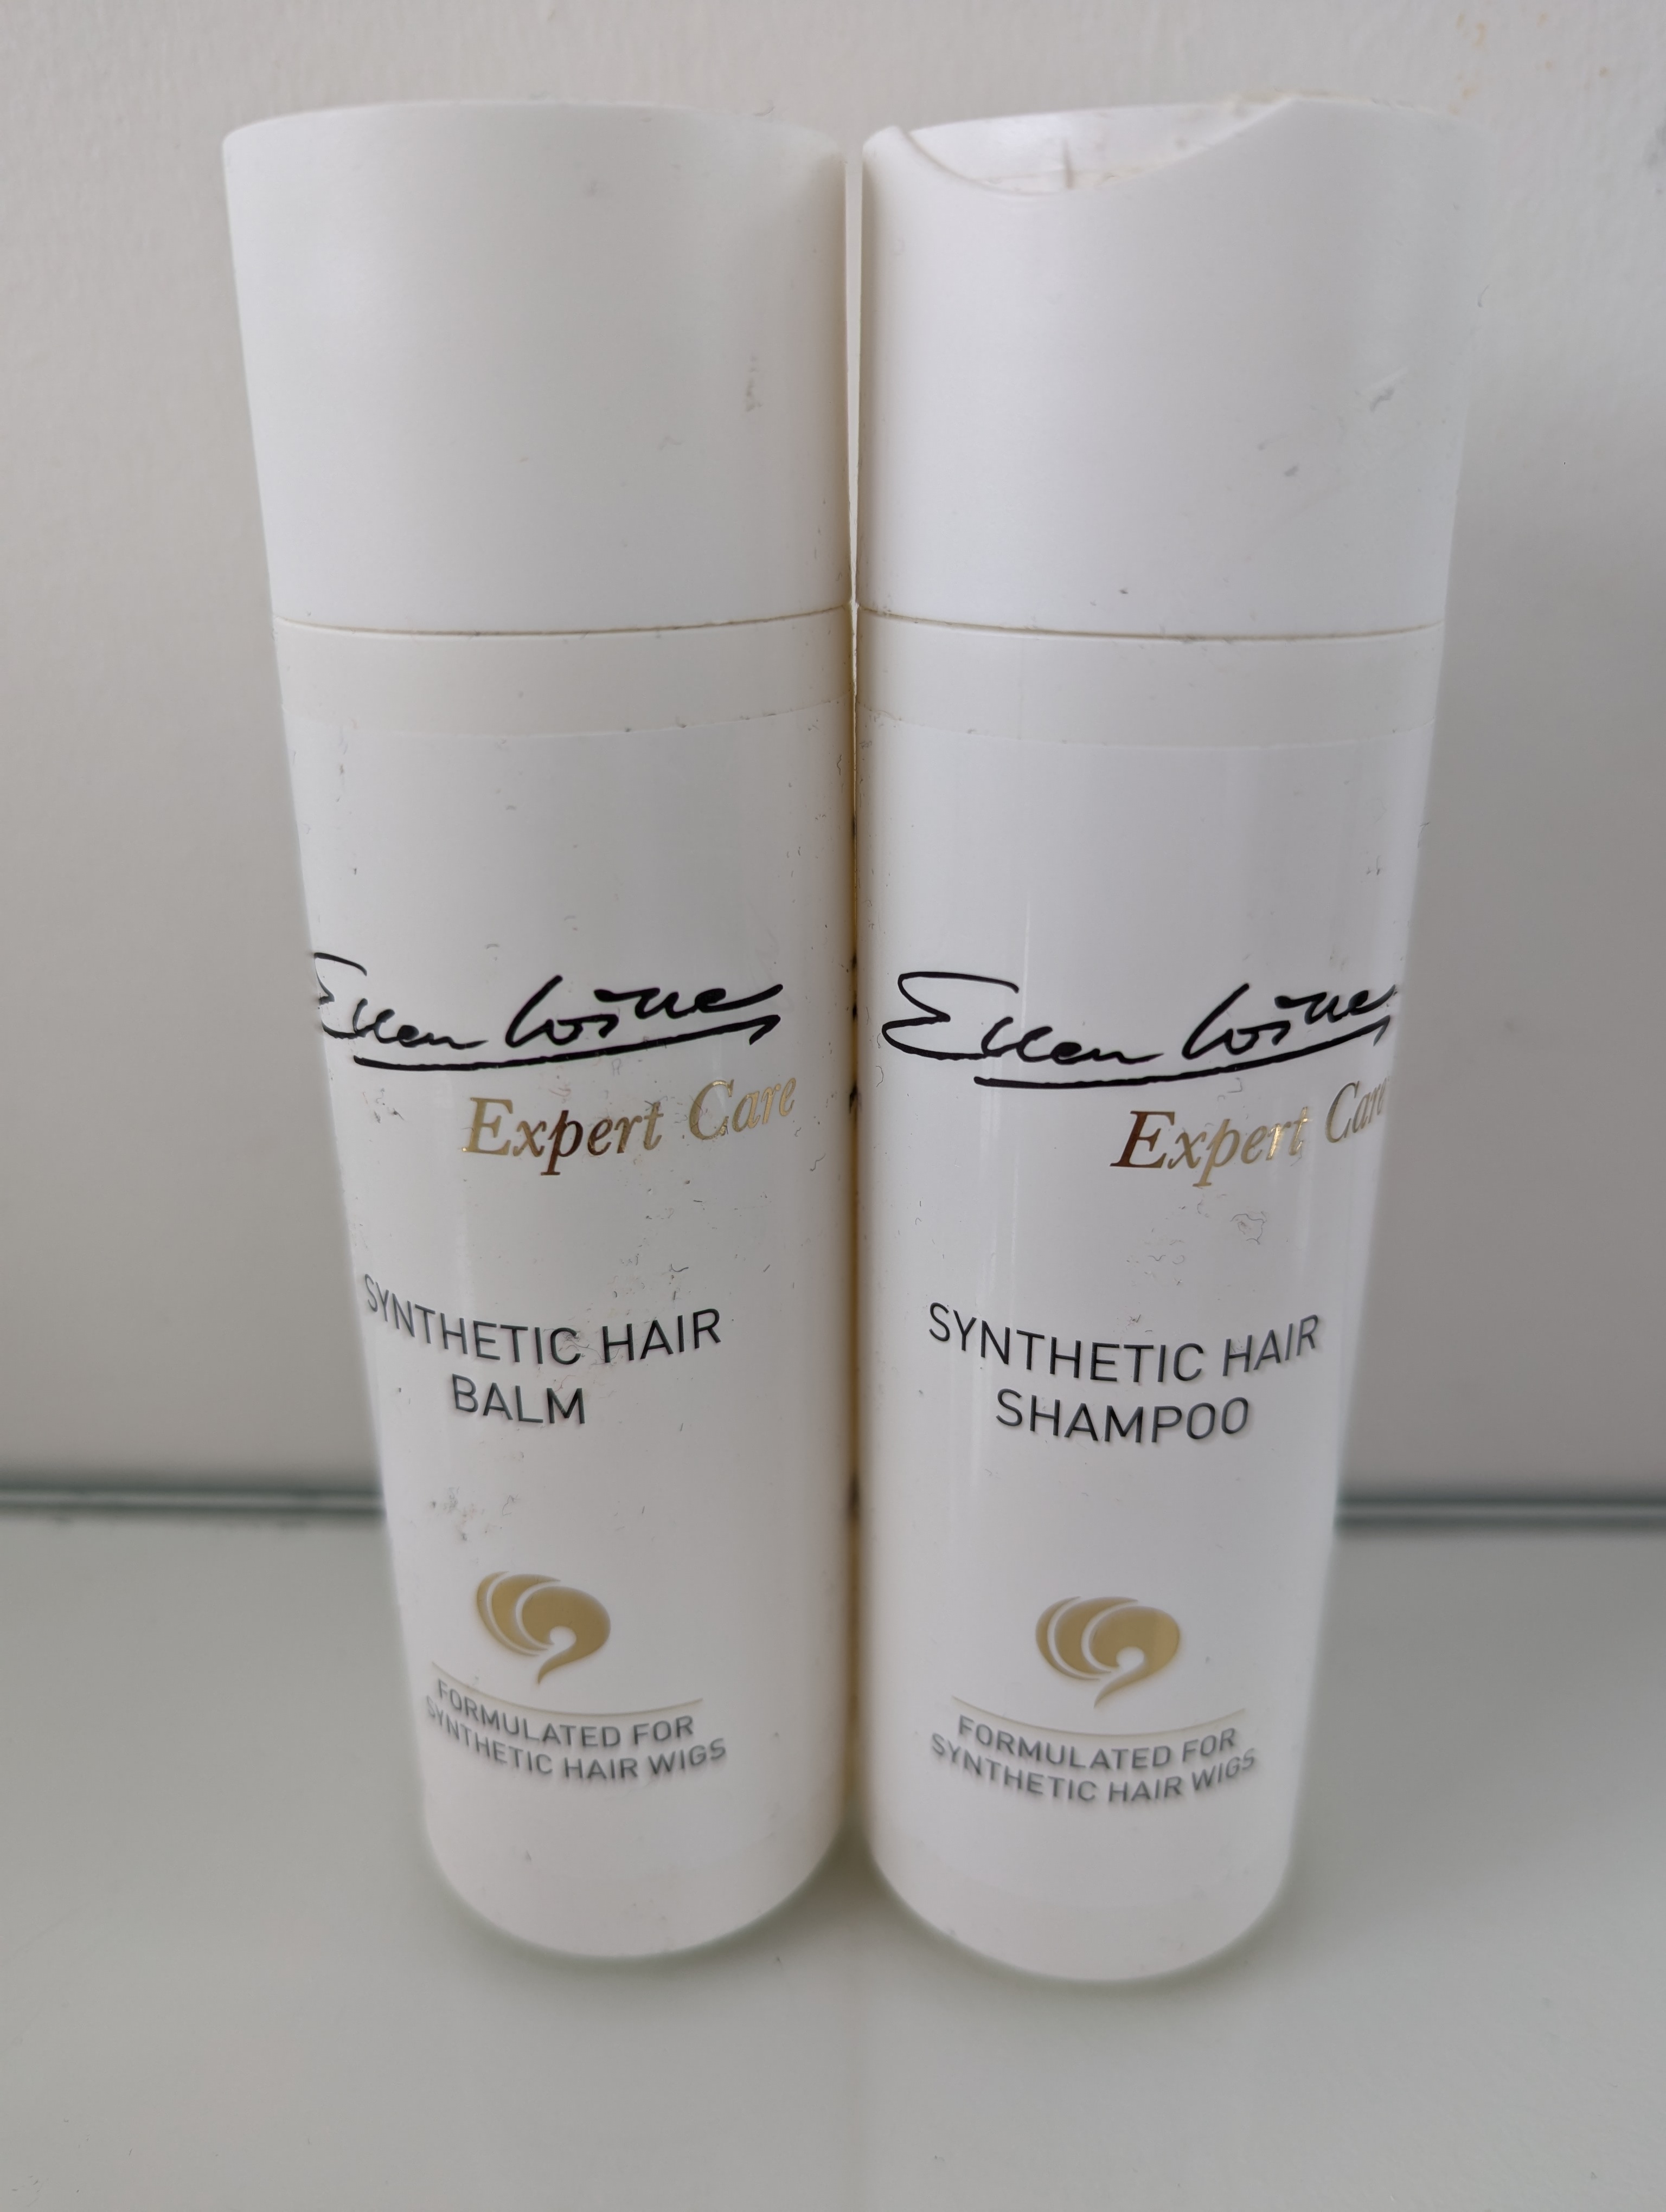 Ellen Wille
Expert Care
SYNTHETIC HAIR
BALM
FORMULATED FOR
SYNTHETIC HAIR WIGS
Ellen Wille
Expert Care
SYNTHETIC HAIR
SHAMPOO
FORMULATED FOR
SYNTHETIC HAIR WIGS